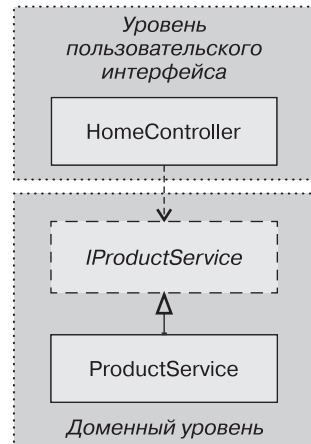 Уровень
пользовательского
интерфейса
HomeController
IProductService
ProductService
Доменный уровень